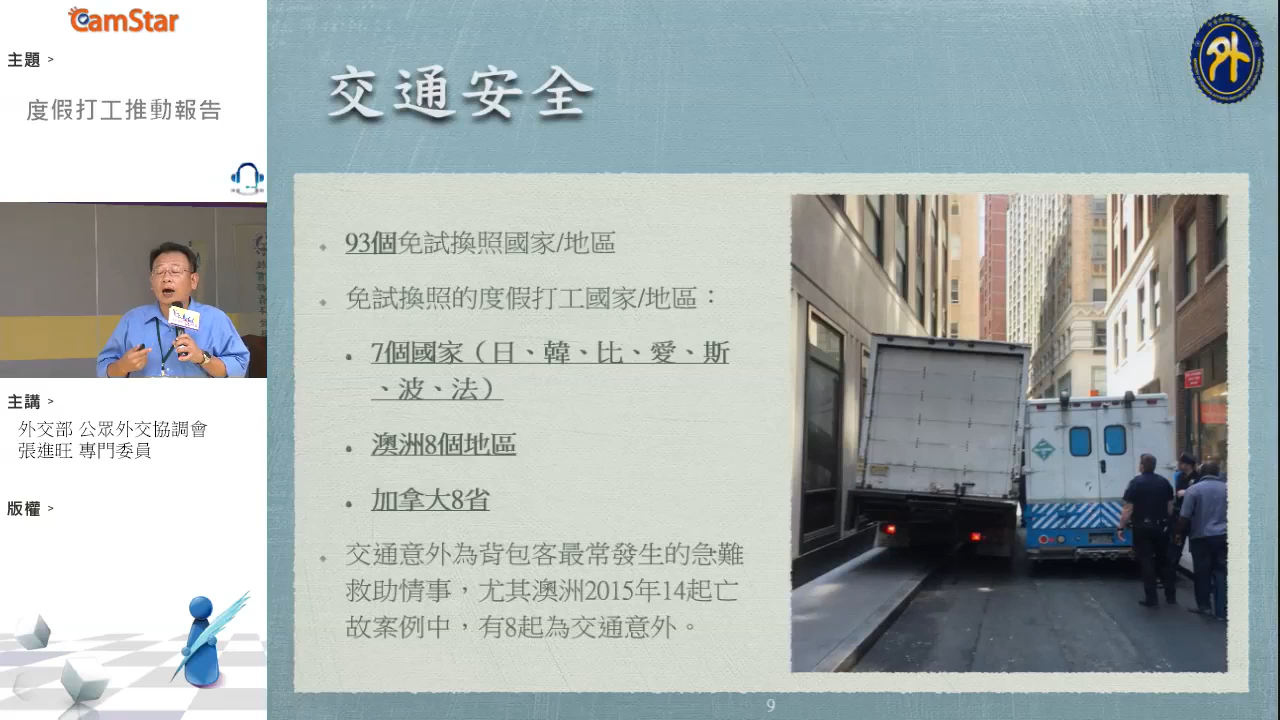 CamStar
主題 >
度假打工推動報告
主講 >
外交部 公眾外交協調會
張進旺 專門委員
版權 >
交通安全
93個免試換照國家/地區
免試換照的度假打工國家/地區：
7個國家（日、韓、比、愛、斯
、波、法）
澳洲8個地區
加拿大8省
交通意外為背包客最常發生的急難
救助情事，尤其澳洲2015年14起亡
故案例中，有8起為交通意外。
9